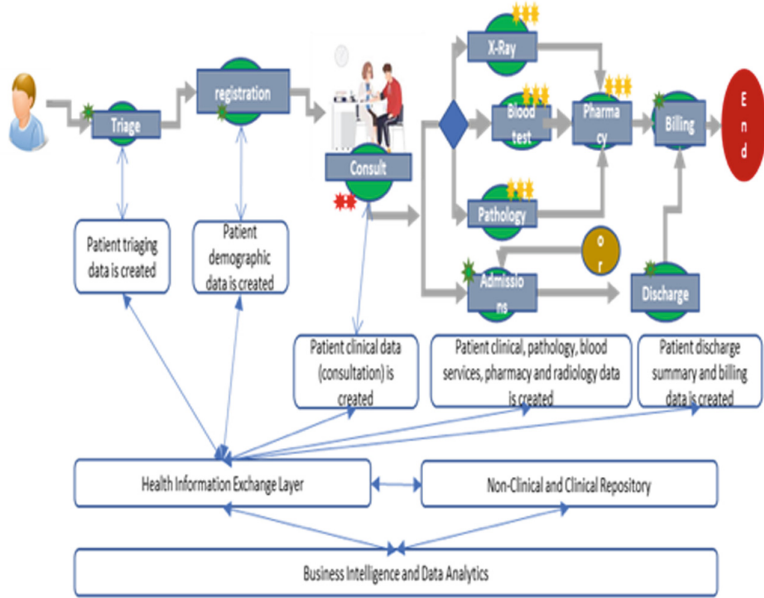 X-Ray
registration
Triage
Blood
test
Pharma
cy
Billing
E
n
d
Consult
Pathology
o
r
Admissio
ns
Discharge
Patient triaging
data is created
Patient
demographic
data is created
Patient clinical data
(consultation) is
created
Patient clinical, pathology, blood
services, pharmacy and radiology data
is created
Patient discharge
summary and billing
data is created
Health Information Exchange Layer
Non-Clinical and Clinical Repository
Business Intelligence and Data Analytics